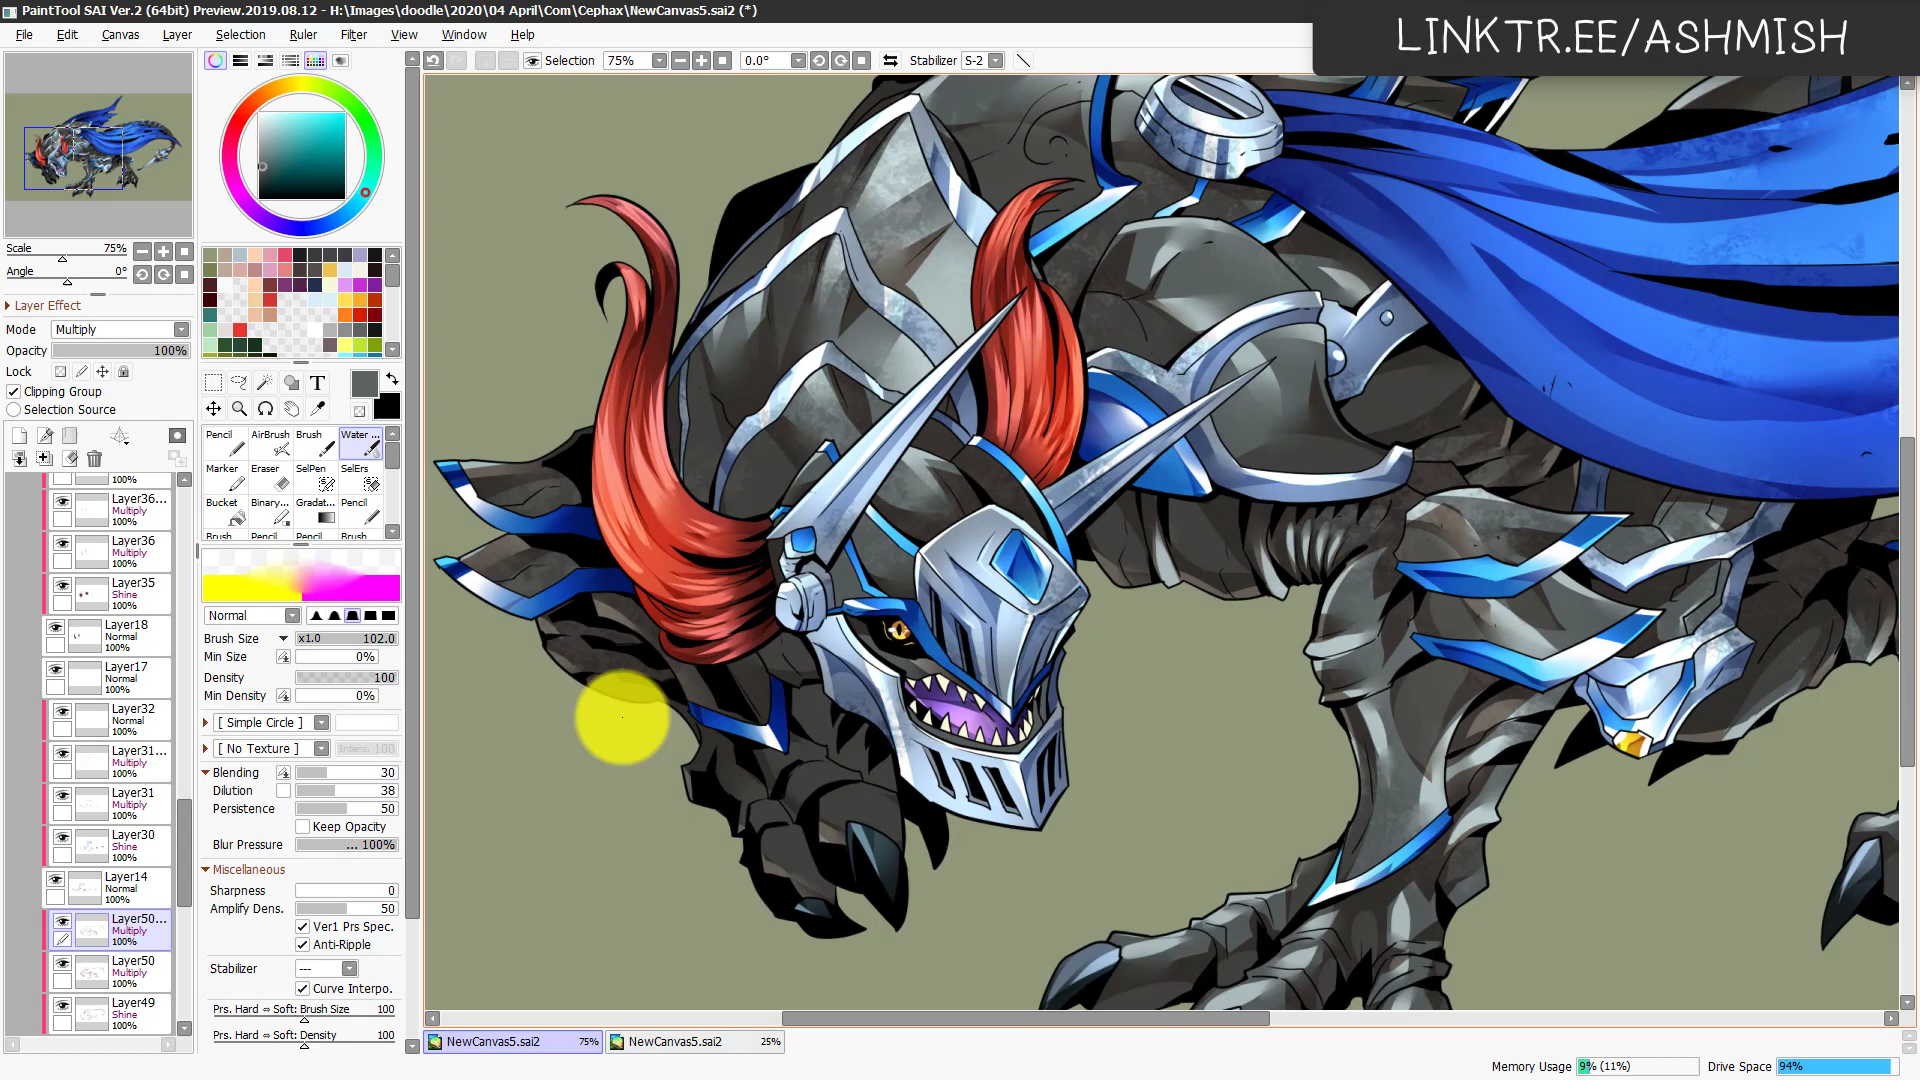 PaintTool SAI Ver.2 (64bit) Preview.2019.08.12 - H:\Images\doodle\2020\04 April\Com\Cephax\NewCanvas5.sai2 (*)
LINKTR.EE/ASHMISH
File Edit Canvas Layer Selection Ruler Filter View Window Help
Selection 75% 0.0° Stabilizer S-2
Scale 75%
Angle 0°
Layer Effect
Mode Multiply
Opacity 100%
Lock
Clipping Group
Selection Source
100%
Layer36...
Multiply
100%
Layer36
Multiply
100%
Layer35
Shine
100%
Layer18
Normal
100%
Layer17
Normal
100%
Layer32
Normal
100%
Layer31...
Multiply
100%
Layer31
Multiply
100%
Layer30
Shine
100%
Layer14
Normal
100%
Layer50...
Multiply
100%
Layer50
Multiply
100%
Layer49
Shine
100%
T
Pencil AirBrush Brush Water ...
Marker Eraser SelPen SelErs
Bucket Binary... Gradat... Pencil
Brush Pencil Pencil Brush
Normal
Brush Size x1.0 102.0
Min Size 0%
Density 100
Min Density 0%
[ Simple Circle ]
[ No Texture ] Intens. 100
Blending 30
Dilution 38
Persistence 50
Keep Opacity
Blur Pressure ... 100%
Miscellaneous
Sharpness 0
Amplify Dens. 50
Ver1 Prs Spec.
Anti-Ripple
Stabilizer ---
Curve Interpo.
Prs. Hard ⇔ Soft: Brush Size 100
Prs. Hard ⇔ Soft: Density 100
NewCanvas5.sai2 75% NewCanvas5.sai2 25%
Memory Usage 9% (11%) Drive Space 94%